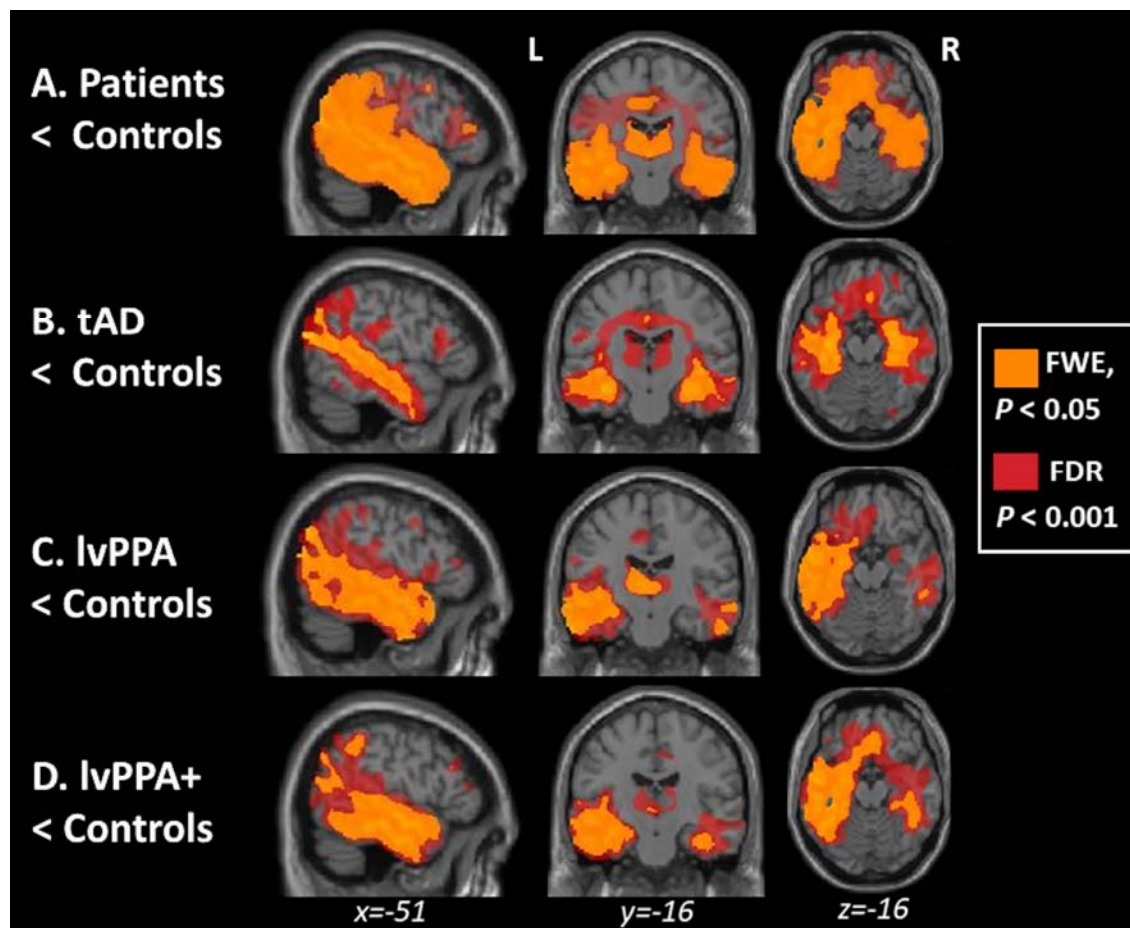 L
R
A. Patients
< Controls
B. tAD
< Controls
C. lvPPA
< Controls
D. lvPPA+
< Controls
FWE,
P < 0.05
FDR
P < 0.001
x=-51
y=-16
z=-16